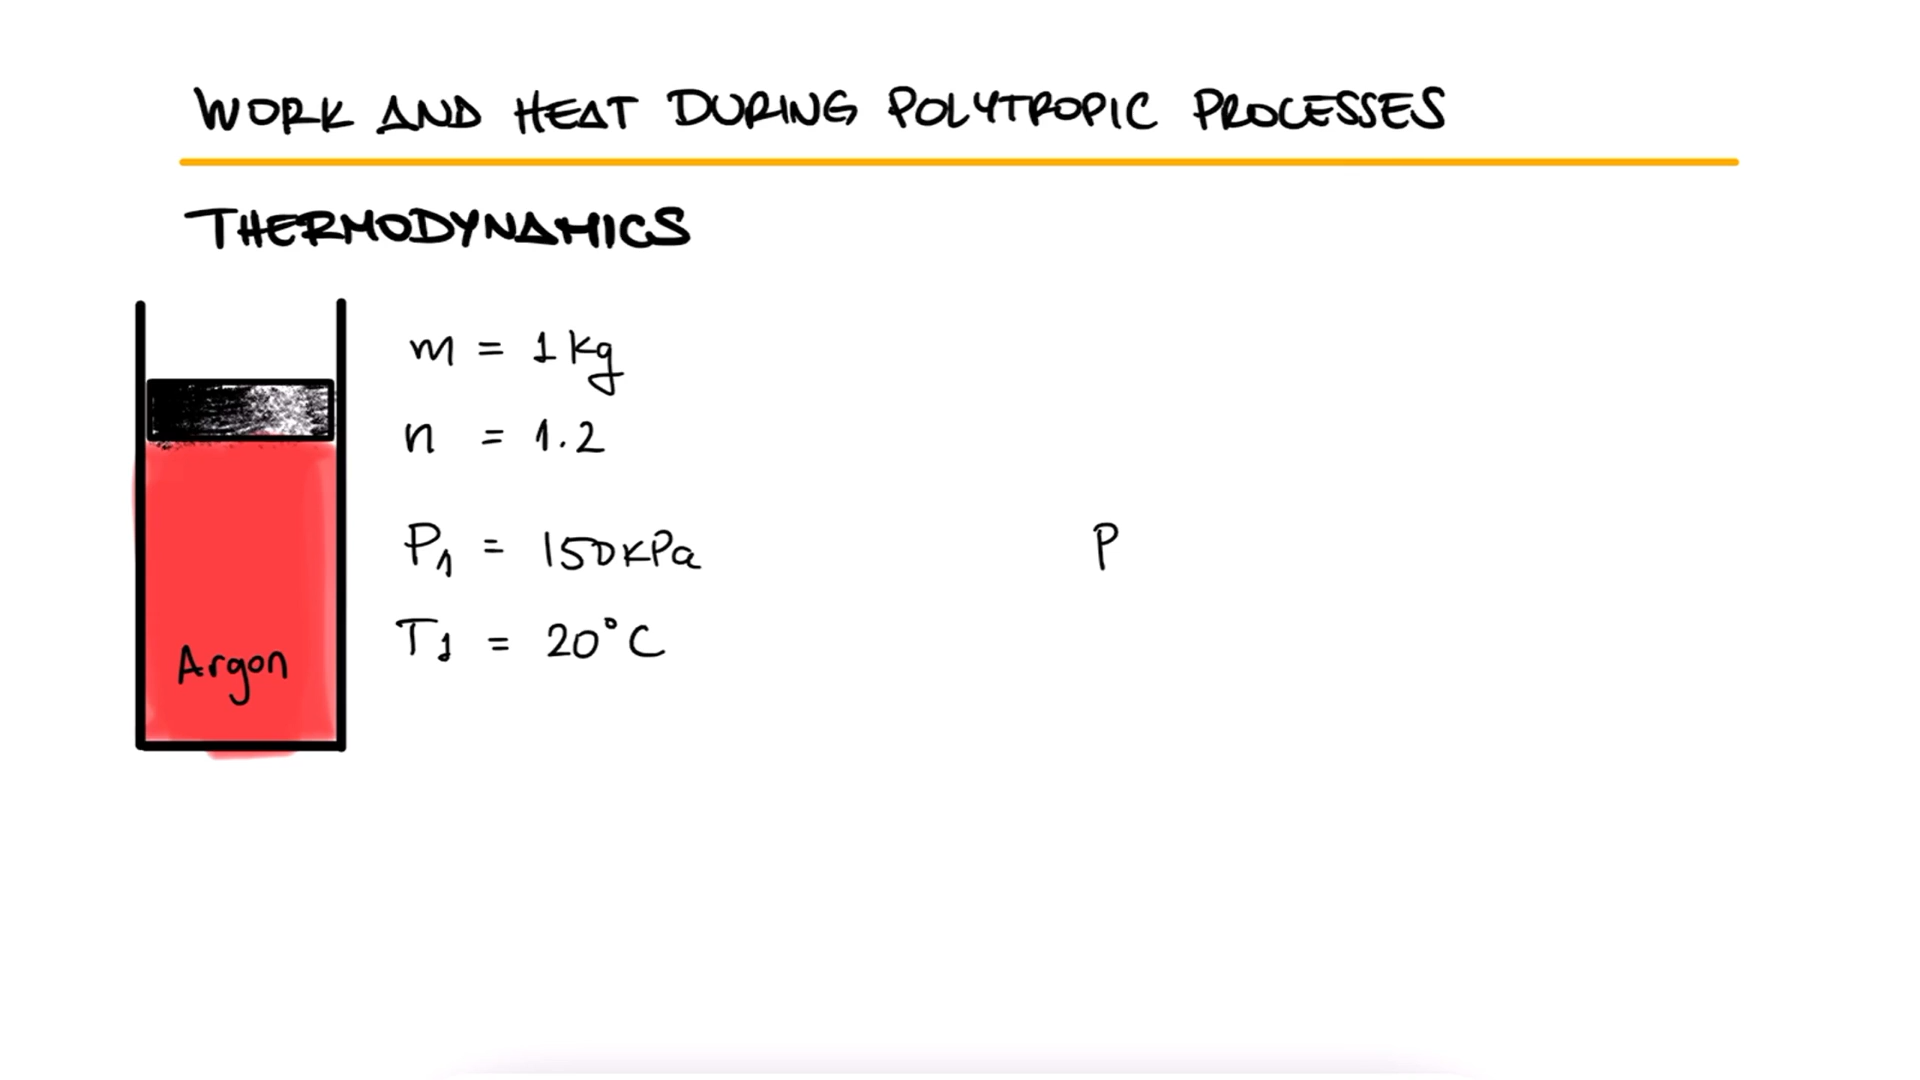 WORK AND HEAT DURING POLYTROPIC PROCESSES
THERMODYNAMICS
m = 1 kg
n = 1.2
P₁ = 150 kPa
P
T₁ = 20°C
Argon